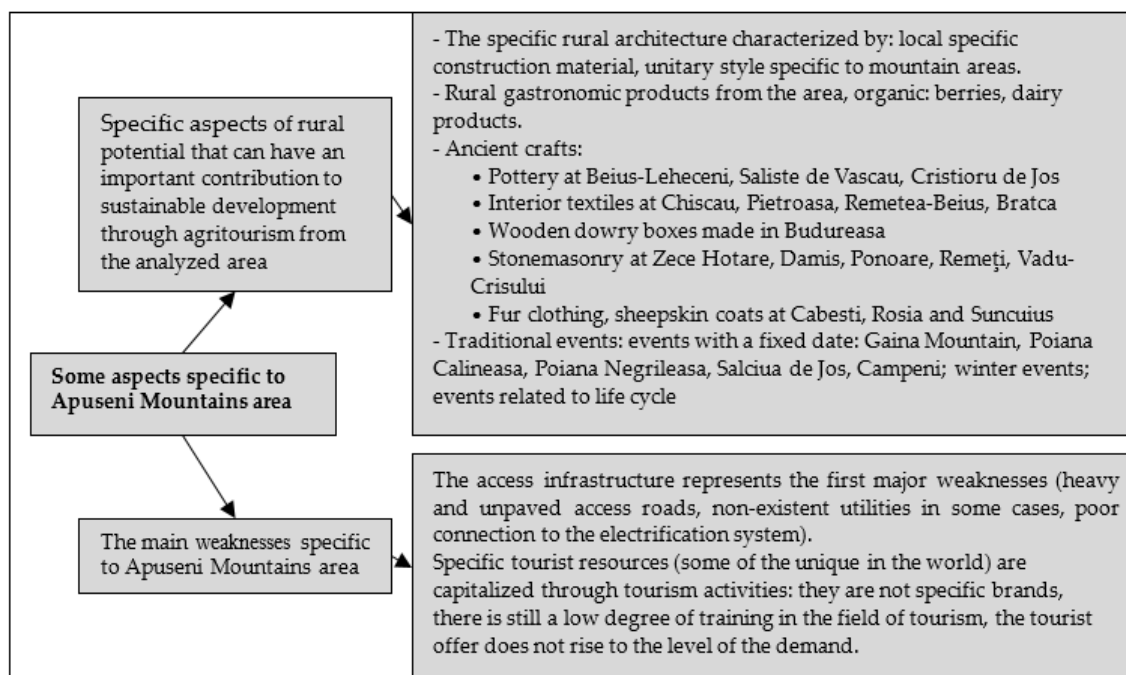 Specific aspects of rural
potential that can have an
important contribution to
sustainable development
through agritourism from
the analyzed area
- The specific rural architecture characterized by: local specific
construction material, unitary style specific to mountain areas.
- Rural gastronomic products from the area, organic: berries, dairy
products.
- Ancient crafts:
• Pottery at Beius-Leheceni, Saliste de Vascau, Cristioru de Jos
• Interior textiles at Chiscau, Pietroasa, Remetea-Beius, Bratca
• Wooden dowry boxes made in Budureasa
• Stonemasonry at Zece Hotare, Damis, Ponoare, Remeţi, Vadu-
Crisului
• Fur clothing, sheepskin coats at Cabesti, Rosia and Suncuius
- Traditional events: events with a fixed date: Gaina Mountain, Poiana
Calineasa, Poiana Negrileasa, Salciua de Jos, Campeni; winter events;
events related to life cycle
Some aspects specific to
Apuseni Mountains area
The main weaknesses specific
to Apuseni Mountains area
The access infrastructure represents the first major weaknesses (heavy
and unpaved access roads, non-existent utilities in some cases, poor
connection to the electrification system).
Specific tourist resources (some of the unique in the world) are
capitalized through tourism activities: they are not specific brands,
there is still a low degree of training in the field of tourism, the tourist
offer does not rise to the level of the demand.